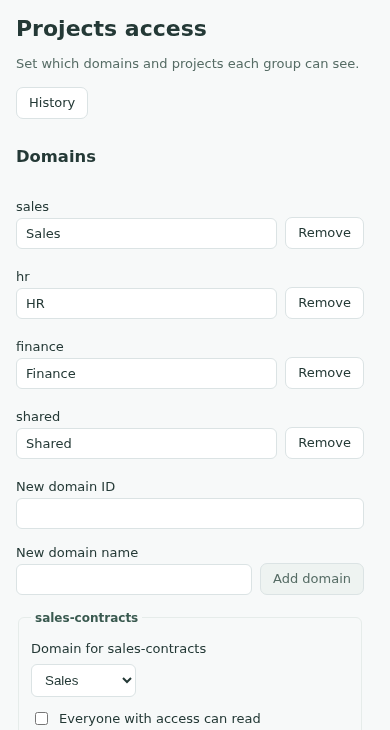 Projects access
Set which domains and projects each group can see.
History
Domains
sales
Sales
Remove
hr
HR
Remove
finance
Finance
Remove
shared
Shared
Remove
New domain ID
New domain name
Add domain
sales-contracts
Domain for sales-contracts
Sales
Everyone with access can read